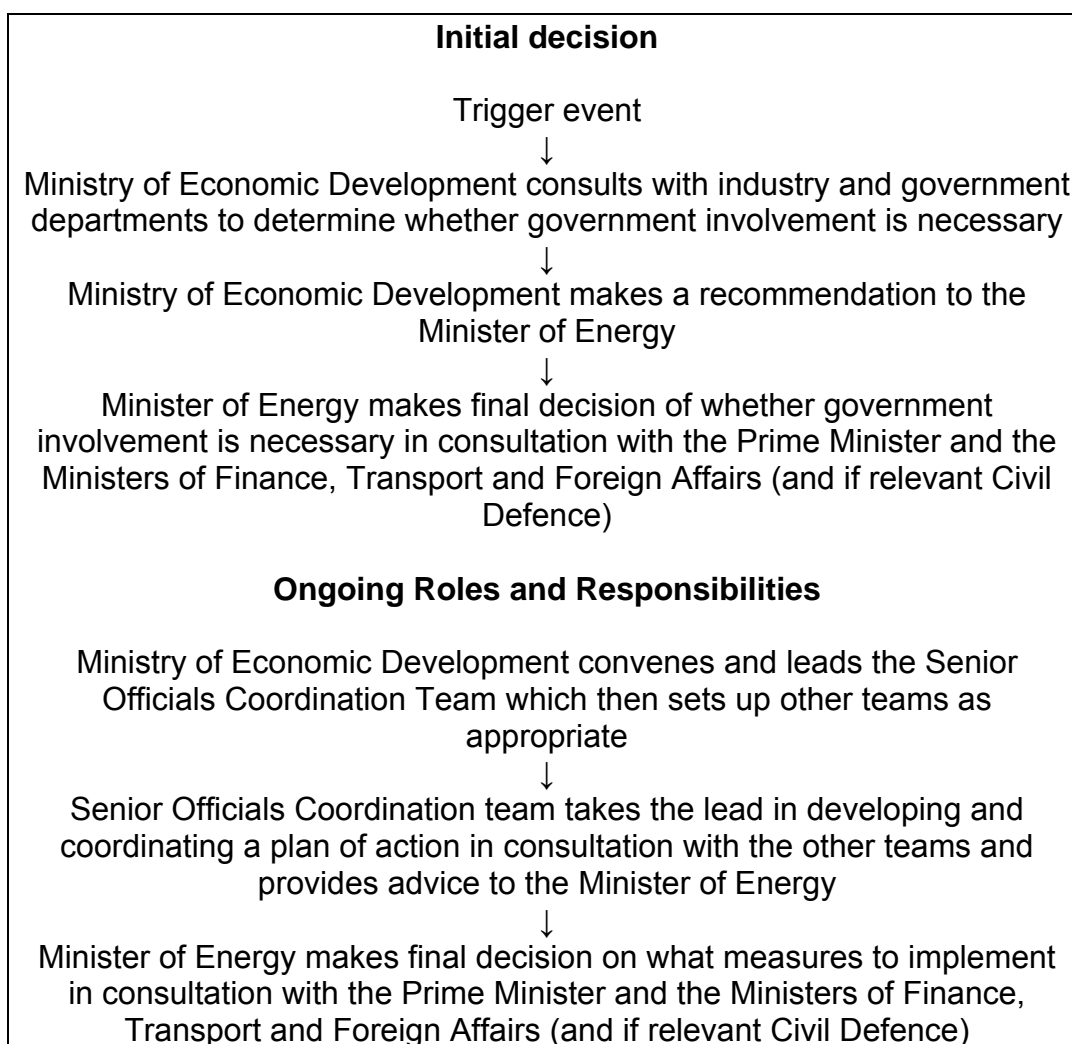 Initial decision
Trigger event
↓
Ministry of Economic Development consults with industry and government
departments to determine whether government involvement is necessary
↓
Ministry of Economic Development makes a recommendation to the
Minister of Energy
↓
Minister of Energy makes final decision of whether government
involvement is necessary in consultation with the Prime Minister and the
Ministers of Finance, Transport and Foreign Affairs (and if relevant Civil
Defence)
Ongoing Roles and Responsibilities
Ministry of Economic Development convenes and leads the Senior
Officials Coordination Team which then sets up other teams as
appropriate
↓
Senior Officials Coordination team takes the lead in developing and
coordinating a plan of action in consultation with the other teams and
provides advice to the Minister of Energy
↓
Minister of Energy makes final decision on what measures to implement
in consultation with the Prime Minister and the Ministers of Finance,
Transport and Foreign Affairs (and if relevant Civil Defence)